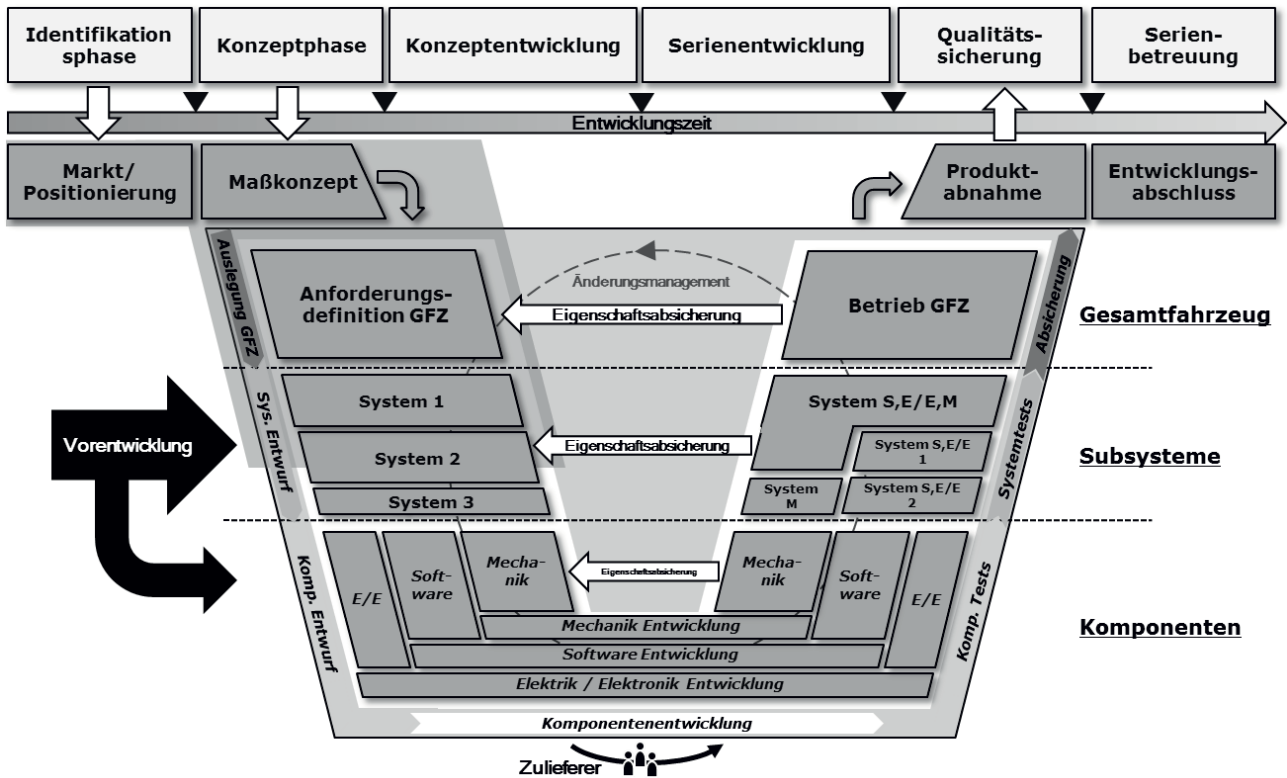 Identifikation
sphase
Konzeptphase
Konzeptentwicklung
Serienentwicklung
Qualitäts-
sicherung
Serien-
betreuung
Entwicklungszeit
Markt/
Positionierung
Maßkonzept
Produkt-
abnahme
Entwicklungs-
abschluss
Auslegung GFZ
Anforderungs-
definition GFZ
Änderungsmanagement
Eigenschaftsabsicherung
Betrieb GFZ
Absicherung
Gesamtfahrzeug
Vorentwicklung
Sys. Entwurf
System 1
System 2
System 3
Eigenschaftsabsicherung
System S,E/E,M
System S,E/E
1
System
M
System S,E/E
2
Systemtests
Subsysteme
Komp. Entwurf
E/E
Soft-
ware
Mecha-
nik
Eigenschaftsabsicherung
Mecha-
nik
Soft-
ware
E/E
Komp. Tests
Komponenten
Mechanik Entwicklung
Software Entwicklung
Elektrik / Elektronik Entwicklung
Komponentenentwicklung
Zulieferer